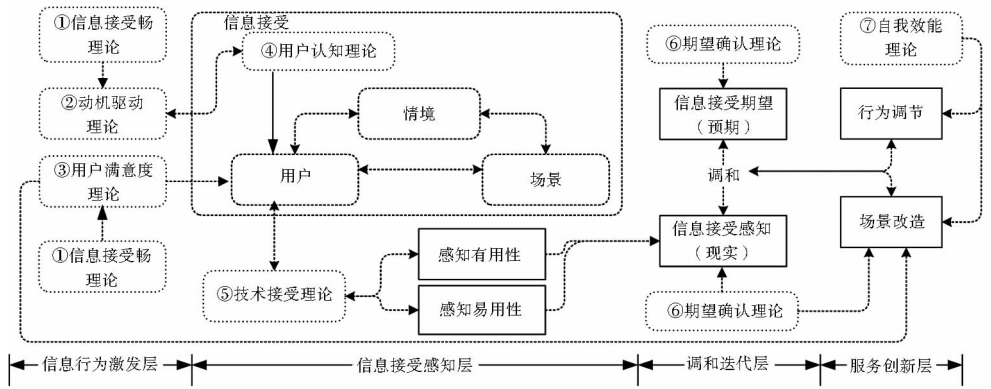 ①信息接受畅
理论
②动机驱动
理论
③用户满意度
理论
①信息接受畅
理论
信息接受
④用户认知理论
情境
用户
场景
⑤技术接受理论
感知有用性
感知易用性
⑥期望确认理论
信息接受期望
(预期)
调和
信息接受感知
(现实)
⑥期望确认理论
⑦自我效能
理论
行为调节
场景改造
信息行为激发层
信息接受感知层
调和迭代层
服务创新层